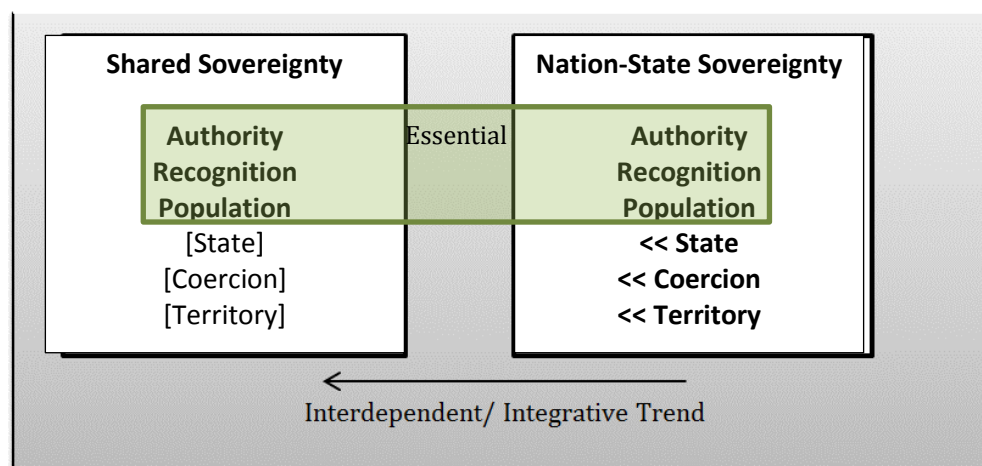 Shared Sovereignty
Authority
Recognition
Population
[State]
[Coercion]
[Territory]
Essential
Nation-State Sovereignty
Authority
Recognition
Population
<< State
<< Coercion
<< Territory
Interdependent/ Integrative Trend